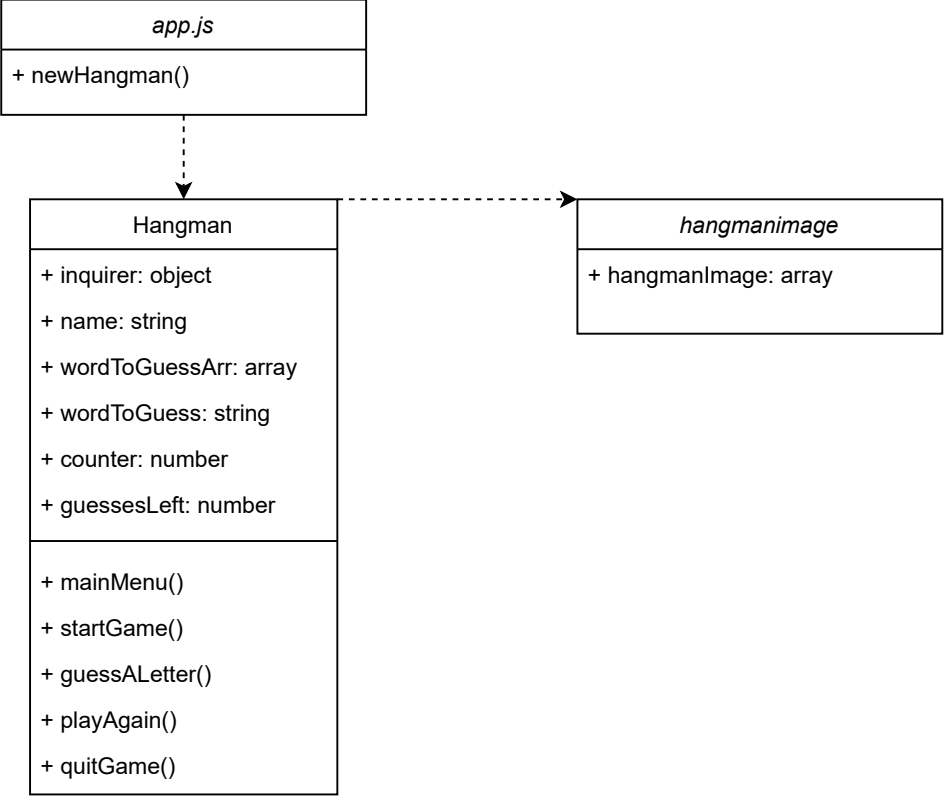 app.js
+ newHangman()
Hangman
+ inquirer: object
+ name: string
+ wordToGuessArr: array
+ wordToGuess: string
+ counter: number
+ guessesLeft: number
+ mainMenu()
+ startGame()
+ guessALetter()
+ playAgain()
+ quitGame()
hangmanimage
+ hangmanImage: array